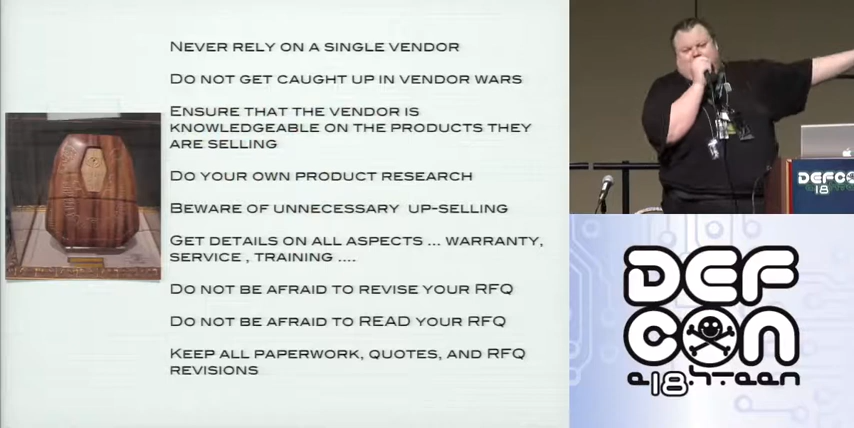 NEVER RELY ON A SINGLE VENDOR
DO NOT GET CAUGHT UP IN VENDOR WARS
ENSURE THAT THE VENDOR IS
KNOWLEDGEABLE ON THE PRODUCTS THEY
ARE SELLING
DO YOUR OWN PRODUCT RESEARCH
BEWARE OF UNNECESSARY UP-SELLING
GET DETAILS ON ALL ASPECTS ... WARRANTY,
SERVICE , TRAINING ....
DO NOT BE AFRAID TO REVISE YOUR RFQ
DO NOT BE AFRAID TO READ YOUR RFQ
KEEP ALL PAPERWORK, QUOTES, AND RFQ
REVISIONS
DEFCO
18
DEF
CON
e18hteen